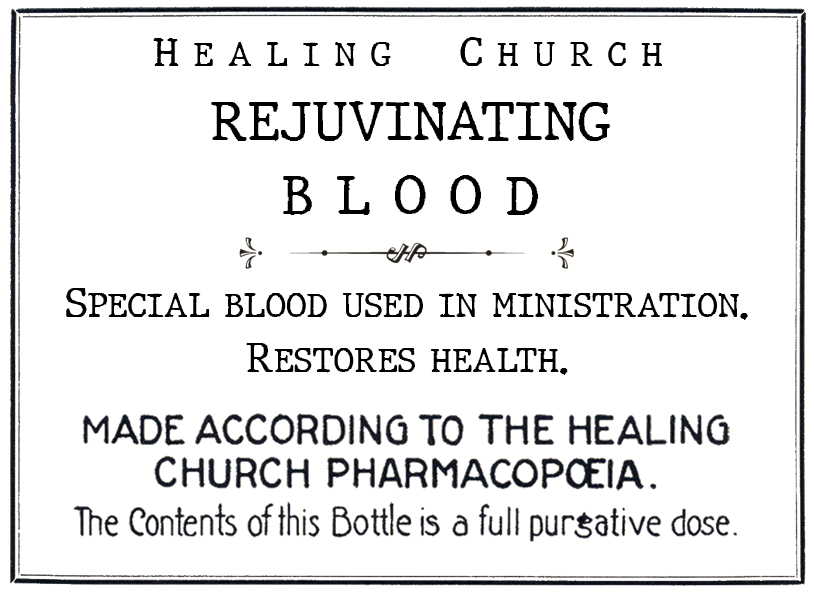 Healing Church
REJUVINATING
BLOOD
Special blood used in ministration.
Restores health.
MADE ACCORDING TO THE HEALING
CHURCH PHARMACOPŒIA.
The Contents of this Bottle is a full purgative dose.